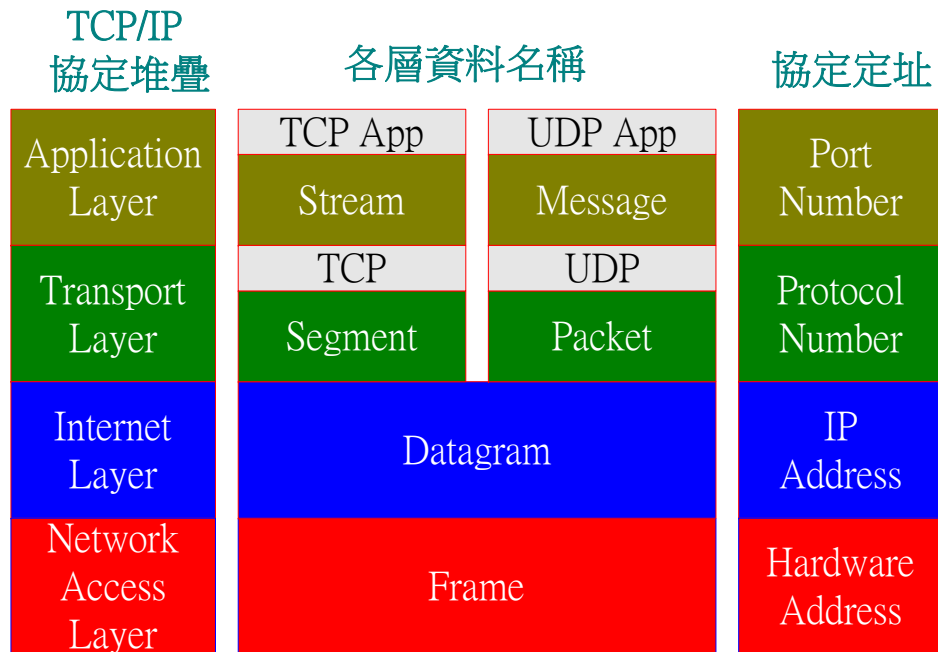 TCP/IP
協定堆疊
各層資料名稱
協定定址
Application
Layer
TCP App
Stream
UDP App
Message
Port
Number
Transport
Layer
TCP
Segment
UDP
Packet
Protocol
Number
Internet
Layer
Datagram
IP
Address
Network
Access
Layer
Frame
Hardware
Address